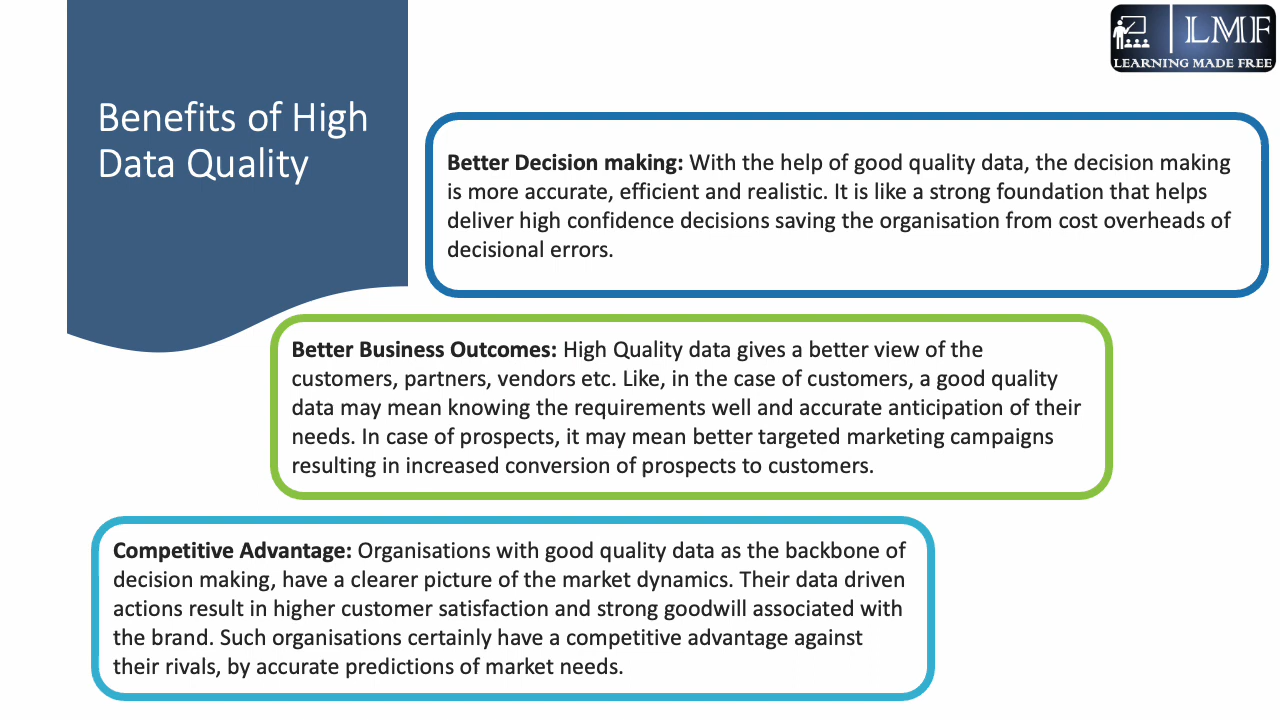 LMF
LEARNING MADE FREE
Benefits of High
Data Quality
Better Decision making: With the help of good quality data, the decision making
is more accurate, efficient and realistic. It is like a strong foundation that helps
deliver high confidence decisions saving the organisation from cost overheads of
decisional errors.
Better Business Outcomes: High Quality data gives a better view of the
customers, partners, vendors etc. Like, in the case of customers, a good quality
data may mean knowing the requirements well and accurate anticipation of their
needs. In case of prospects, it may mean better targeted marketing campaigns
resulting in increased conversion of prospects to customers.
Competitive Advantage: Organisations with good quality data as the backbone of
decision making, have a clearer picture of the market dynamics. Their data driven
actions result in higher customer satisfaction and strong goodwill associated with
the brand. Such organisations certainly have a competitive advantage against
their rivals, by accurate predictions of market needs.